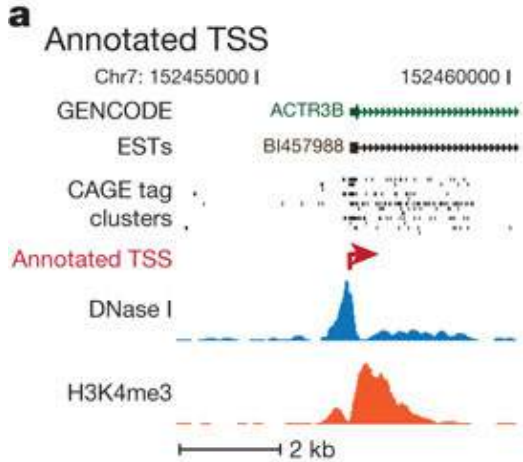 a
Annotated TSS
Chr7: 152455000 152460000
GENCODE ACTR3B
ESTs BI457988
CAGE tag
clusters
Annotated TSS
DNase I
H3K4me3
2 kb